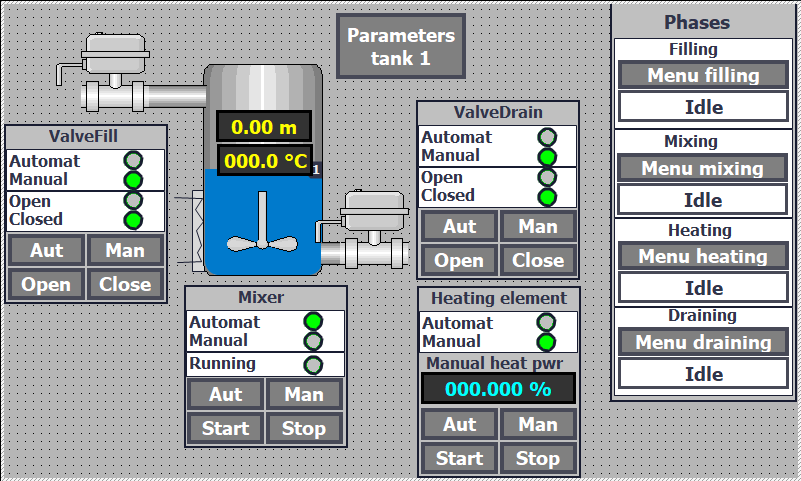 Parameters
tank 1
0.00 m
000.0 °C
1
ValveFill
Automat
Manual
Open
Closed
Aut Man
Open Close
Mixer
Automat
Manual
Running
Aut Man
Start Stop
ValveDrain
Automat
Manual
Open
Closed
Aut Man
Open Close
Heating element
Automat
Manual
Manual heat pwr
000.000 %
Aut Man
Start Stop
Phases
Filling
Menu filling
Idle
Mixing
Menu mixing
Idle
Heating
Menu heating
Idle
Draining
Menu draining
Idle